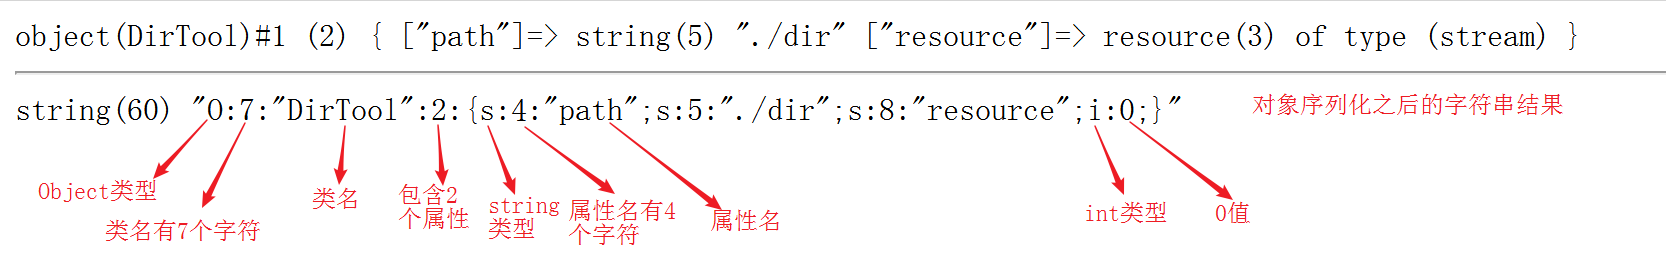 object(DirTool)#1 (2) { ["path"]=> string(5) "./dir" ["resource"]=> resource(3) of type (stream) }
string(60) "O:7:"DirTool":2:{s:4:"path";s:5:"./dir";s:8:"resource";i:0;}"
对象序列化之后的字符串结果
Object类型
类名有7个字符
类名
包含2
个属性
string
类型
属性名有4
个字符
属性名
int类型
0值